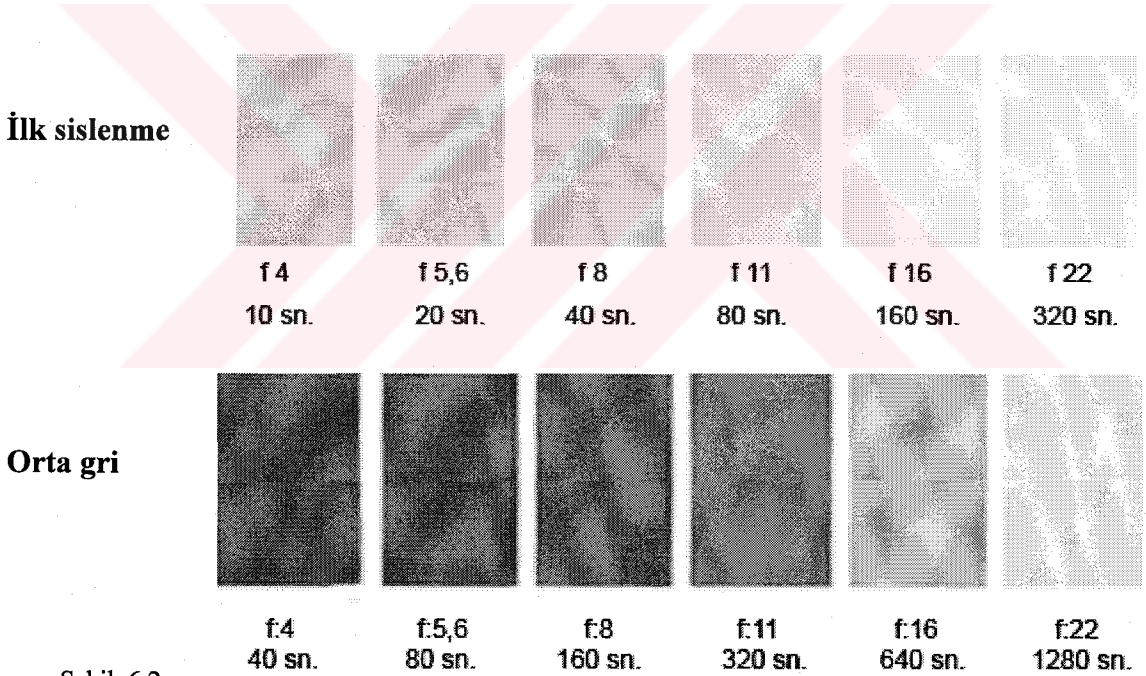 İlk sislenme
f 4 f 5,6 f 8 f 11 f 16 f 22
10 sn. 20 sn. 40 sn. 80 sn. 160 sn. 320 sn.
Orta gri
f:4 f:5,6 f:8 f:11 f:16 f:22
40 sn. 80 sn. 160 sn. 320 sn. 640 sn. 1280 sn.